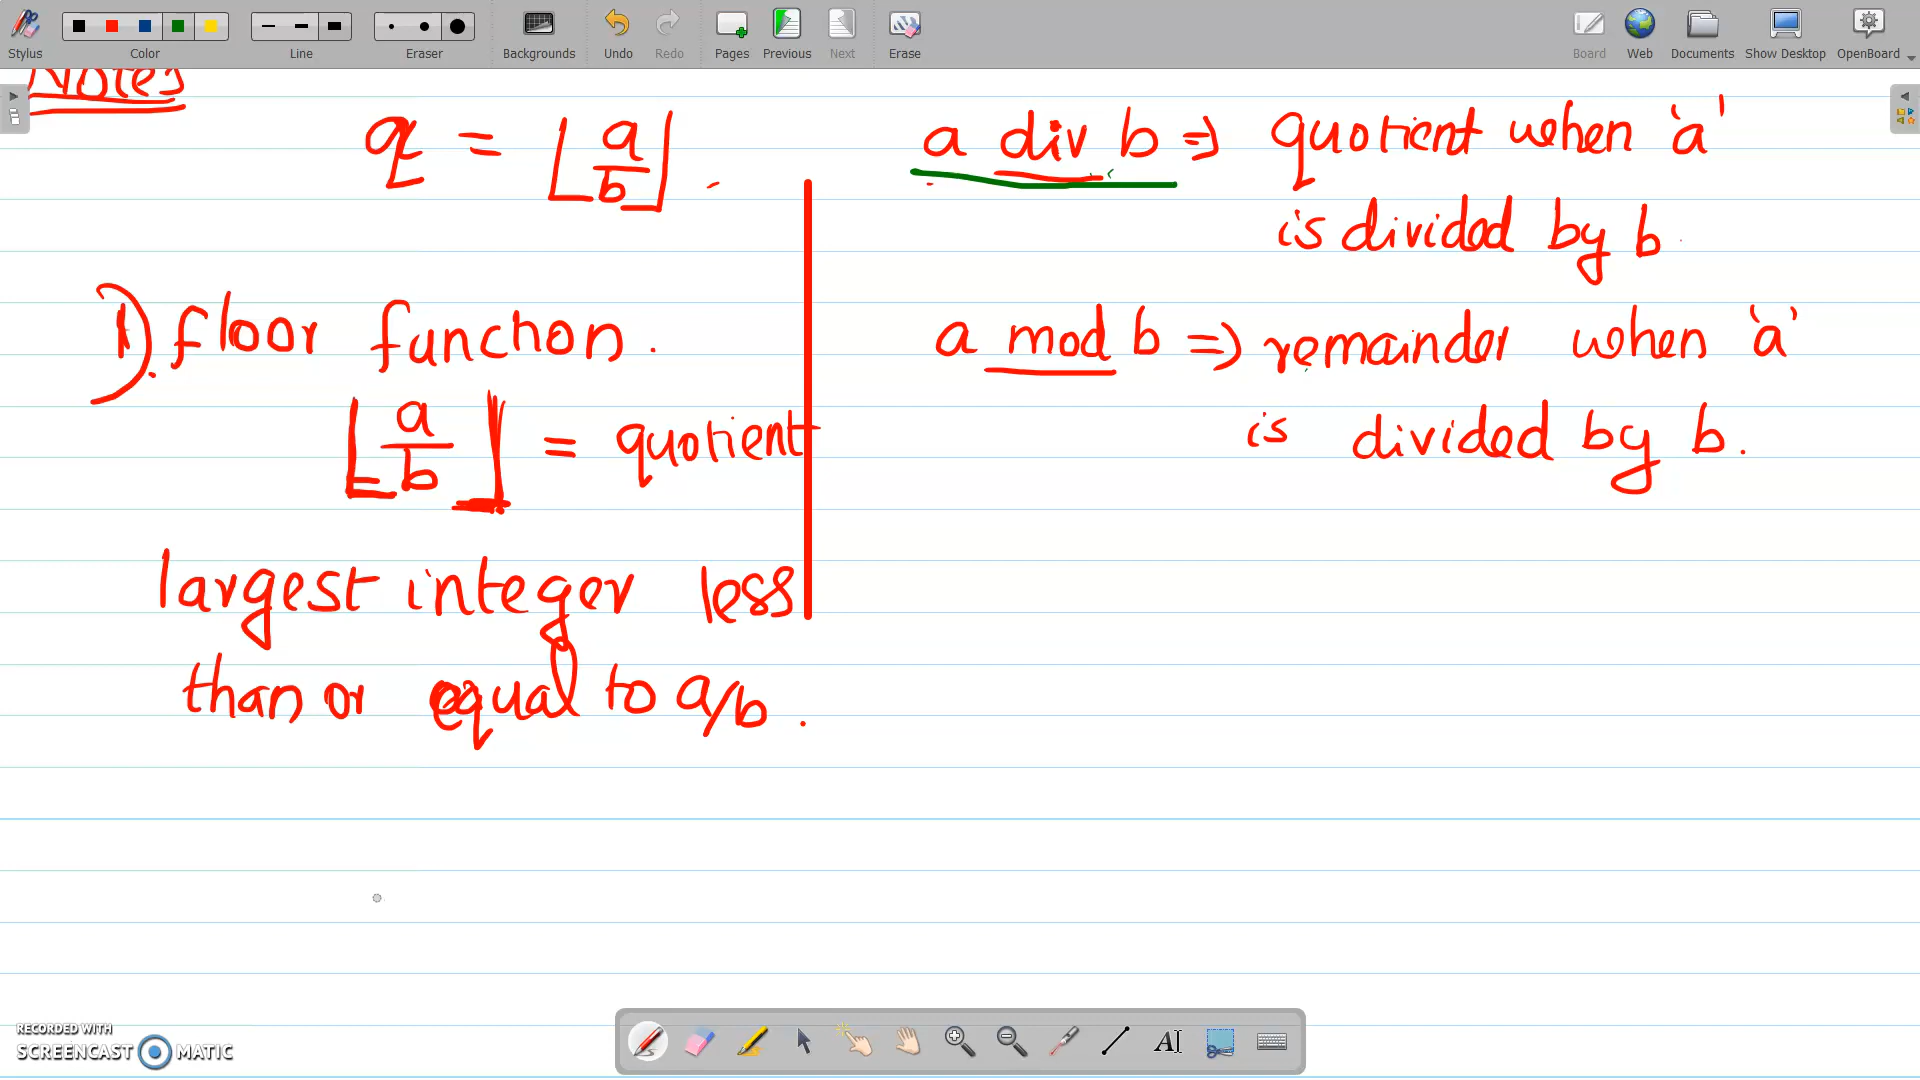 Stylus
Color
Line
Eraser
Backgrounds
Undo
Redo
Pages
Previous
Next
Erase
Board
Web
Documents
Show Desktop
OpenBoard
Notes
q = ⌊a/b⌋.
1). floor function.
⌊a/b⌋ = quotient
largest integer less
than or equal to a/b.
a div b ⇒ quotient when 'a'
is divided by b
a mod b ⇒ remainder when 'a'
is divided by b.
RECORDED WITH
SCREENCAST MATIC